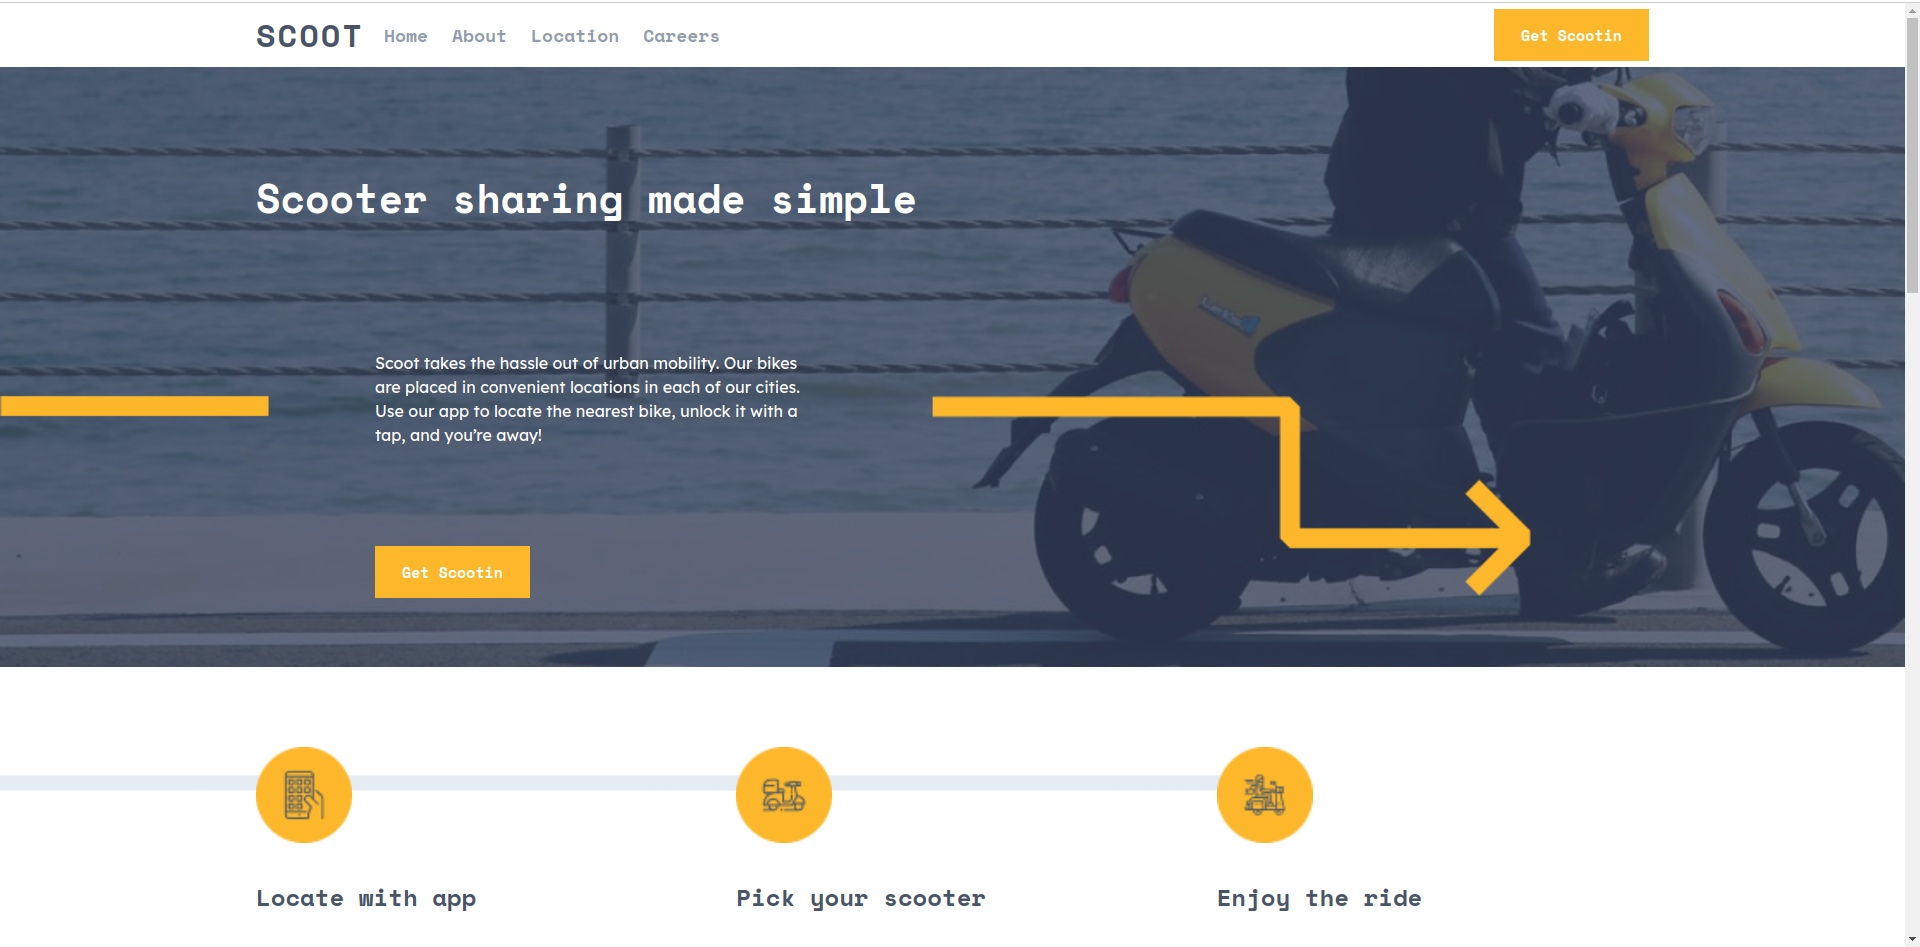 SCOOT Home About Location Careers Get Scootin
Scooter sharing made simple
Scoot takes the hassle out of urban mobility. Our bikes
are placed in convenient locations in each of our cities.
Use our app to locate the nearest bike, unlock it with a
tap, and you’re away!
Get Scootin
Locate with app
Pick your scooter
Enjoy the ride